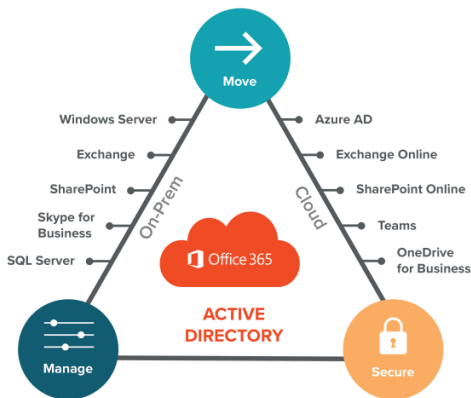 Move
Windows Server
Azure AD
Exchange
Exchange Online
SharePoint
SharePoint Online
On-Prem
Cloud
Skype for
Business
Teams
SQL Server
OneDrive
for Business
Office 365
ACTIVE
DIRECTORY
Manage
Secure